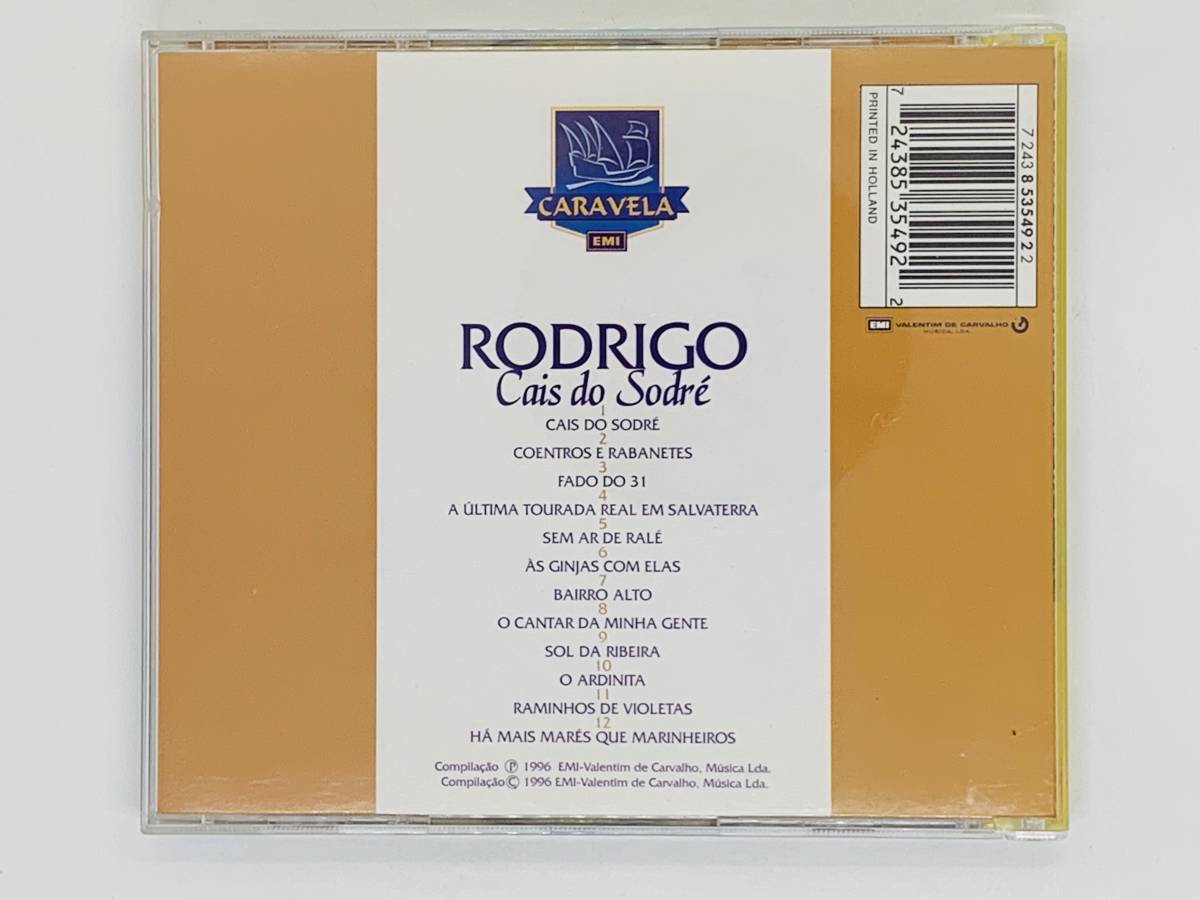 CARAVELA
EMI
RODRIGO
Cais do Sodré
1
CAIS DO SODRÉ
2
COENTROS E RABANETES
3
FADO DO 31
4
A ÚLTIMA TOURADA REAL EM SALVATERRA
5
SEM AR DE RALÉ
6
ÀS GINJAS COM ELAS
7
BAIRRO ALTO
8
O CANTAR DA MINHA GENTE
9
SOL DA RIBEIRA
10
O ARDINITA
11
RAMINHOS DE VIOLETAS
12
HÁ MAIS MARÉS QUE MARINHEIROS
Compilação ℗ 1996 EMI-Valentim de Carvalho, Música Lda.
Compilação © 1996 EMI-Valentim de Carvalho, Música Lda.
7 24385 35492 2
7243 8 535492 2
PRINTED IN HOLLAND
EMI VALENTIM DE CARVALHO
MÚSICA, LDA.